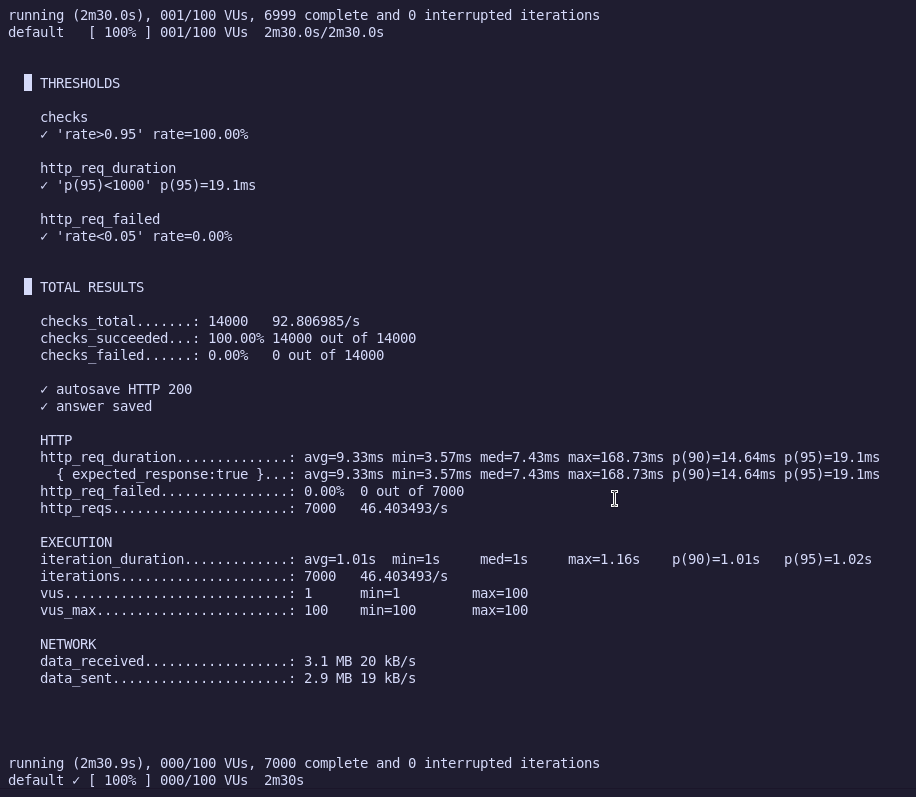 running (2m30.0s), 001/100 VUs, 6999 complete and 0 interrupted iterations
default   [ 100% ] 001/100 VUs  2m30.0s/2m30.0s
█ THRESHOLDS
checks
✓ 'rate>0.95' rate=100.00%
http_req_duration
✓ 'p(95)<1000' p(95)=19.1ms
http_req_failed
✓ 'rate<0.05' rate=0.00%
█ TOTAL RESULTS
checks_total.......: 14000   92.806985/s
checks_succeeded...: 100.00% 14000 out of 14000
checks_failed......: 0.00%   0 out of 14000
✓ autosave HTTP 200
✓ answer saved
HTTP
http_req_duration..............: avg=9.33ms min=3.57ms med=7.43ms max=168.73ms p(90)=14.64ms p(95)=19.1ms
{ expected_response:true }...: avg=9.33ms min=3.57ms med=7.43ms max=168.73ms p(90)=14.64ms p(95)=19.1ms
http_req_failed................: 0.00%  0 out of 7000
http_reqs......................: 7000   46.403493/s
EXECUTION
iteration_duration.............: avg=1.01s  min=1s     med=1s     max=1.16s    p(90)=1.01s   p(95)=1.02s
iterations.....................: 7000   46.403493/s
vus............................: 1      min=1          max=100
vus_max........................: 100    min=100        max=100
NETWORK
data_received..................: 3.1 MB 20 kB/s
data_sent......................: 2.9 MB 19 kB/s
running (2m30.9s), 000/100 VUs, 7000 complete and 0 interrupted iterations
default ✓ [ 100% ] 000/100 VUs  2m30s